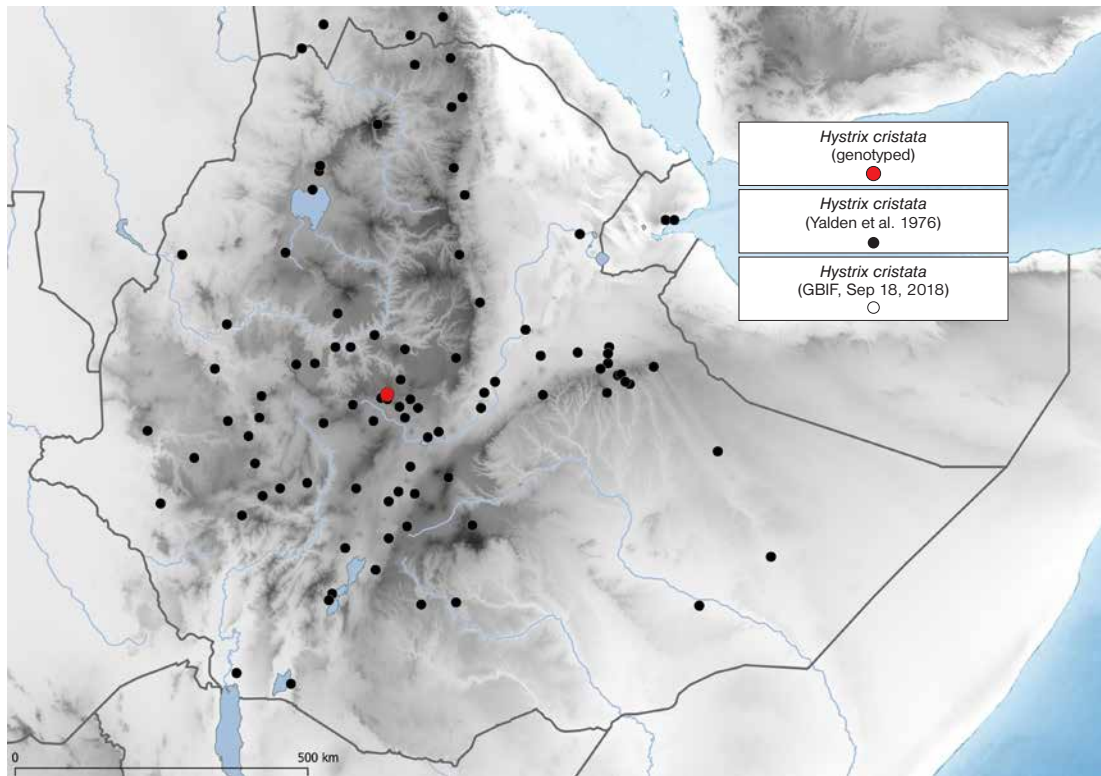 Hystrix cristata
(genotyped)
Hystrix cristata
(Yalden et al. 1976)
Hystrix cristata
(GBIF, Sep 18, 2018)
0
500 km